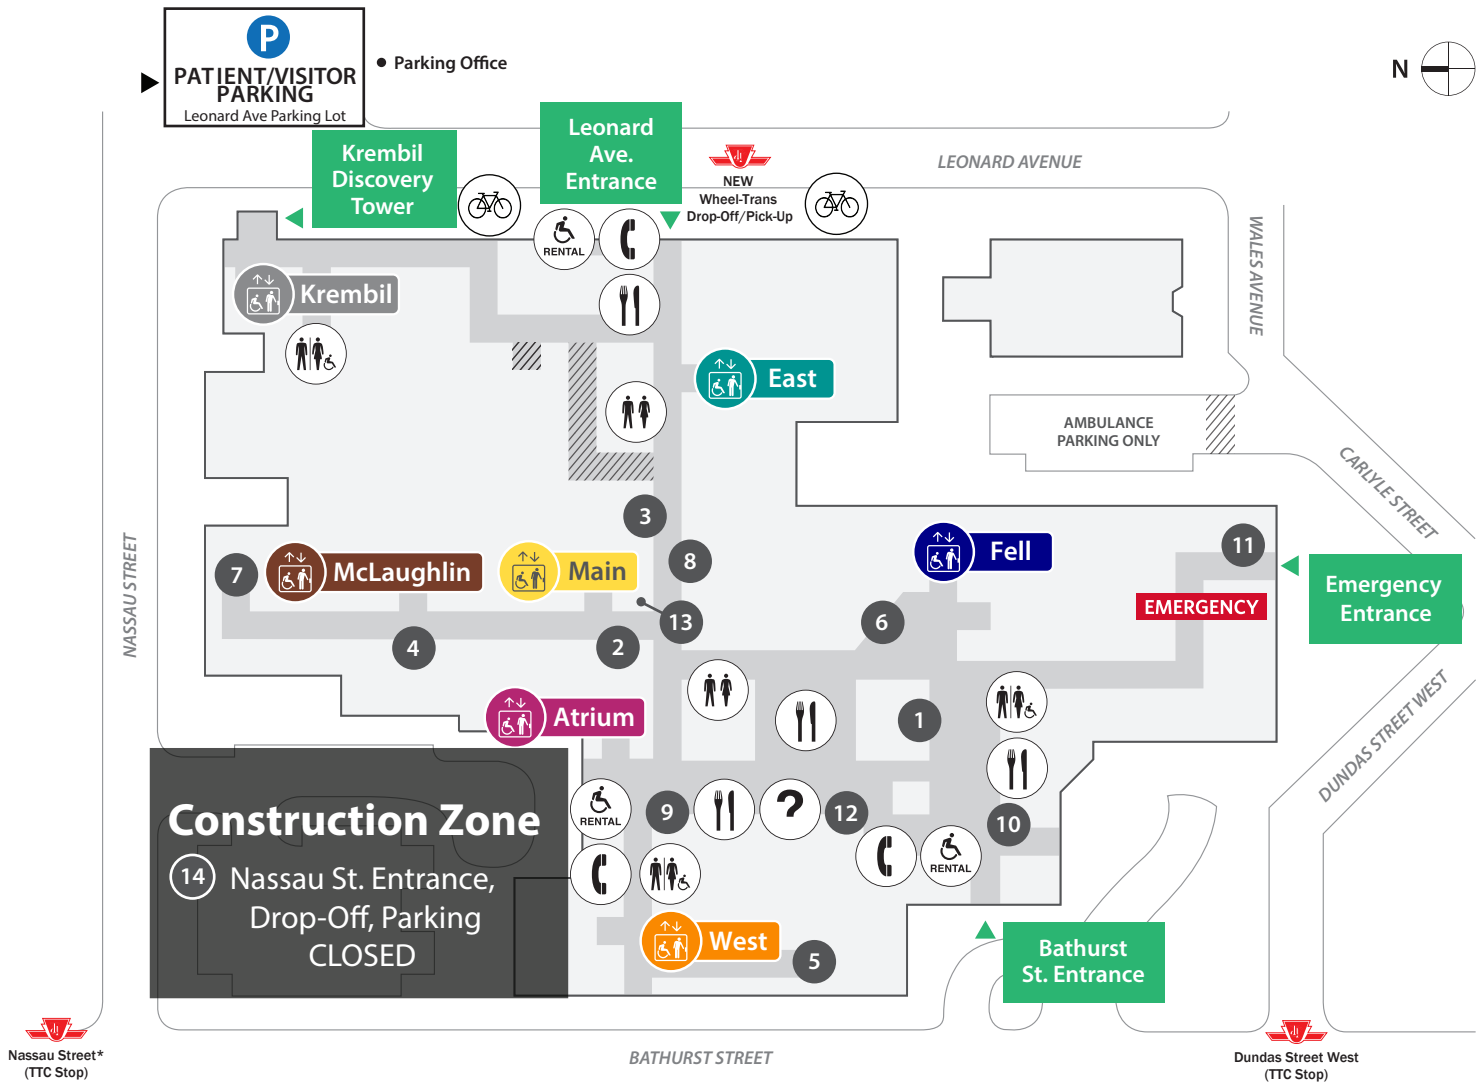 P
PATIENT/VISITOR
PARKING
Leonard Ave Parking Lot
Parking Office
N
Krembil
Discovery
Tower
Leonard
Ave.
Entrance
NEW
Wheel-Trans
Drop-Off/Pick-Up
LEONARD AVENUE
WALES AVENUE
RENTAL
Krembil
East
AMBULANCE
PARKING ONLY
CARLYLE STREET
NASSAU STREET
3
7
McLaughlin
Main
8
Fell
11
Emergency
Entrance
EMERGENCY
13
6
4
2
Atrium
1
DUNDAS STREET WEST
Construction Zone
14
Nassau St. Entrance,
Drop-Off, Parking
CLOSED
RENTAL
9
?
12
10
RENTAL
West
5
Bathurst
St. Entrance
Nassau Street*
(TTC Stop)
BATHURST STREET
Dundas Street West
(TTC Stop)